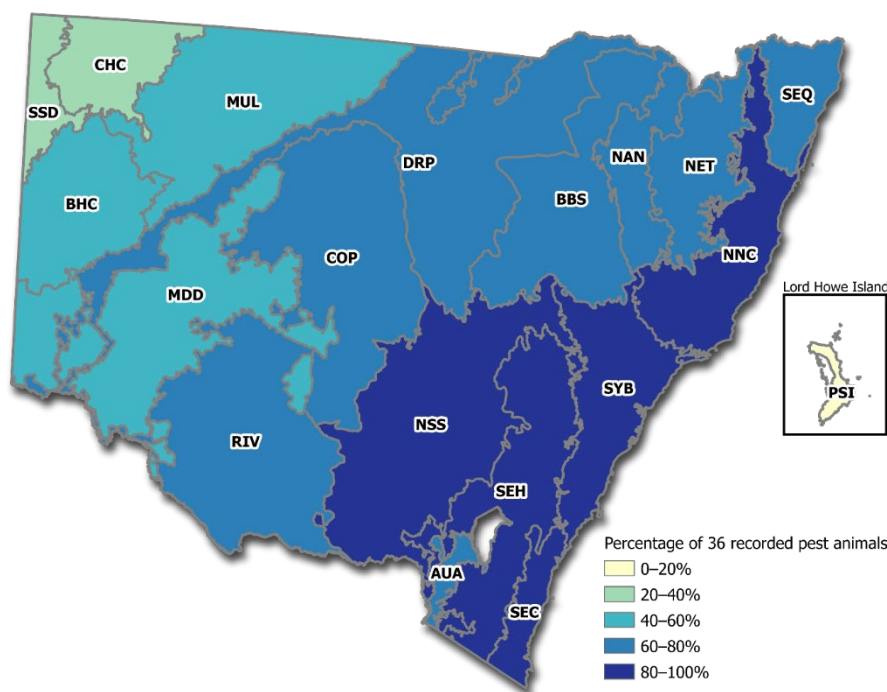 CHC
SSD
MUL
SEQ
DRP
NAN
NET
BHC
BBS
COP
NNC
MDD
Lord Howe Island
SYB
PSI
NSS
RIV
SEH
Percentage of 36 recorded pest animals
0–20%
AUA
20–40%
SEC
40–60%
60–80%
80–100%